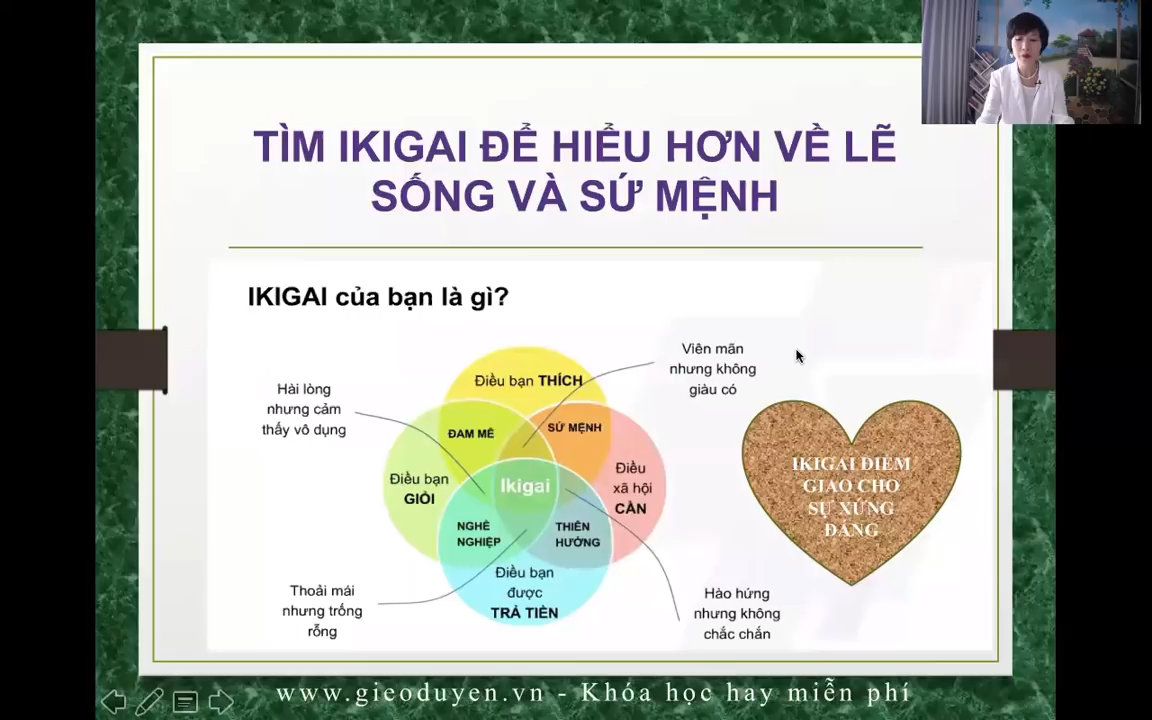 TÌM IKIGAI ĐỂ HIỂU HƠN VỀ LẼ
SỐNG VÀ SỨ MỆNH
IKIGAI của bạn là gì?
Viên mãn
nhưng không
giàu có
Hài lòng
nhưng cảm
thấy vô dụng
Điều bạn THÍCH
ĐAM MÊ
SỨ MỆNH
Điều bạn
GIỎI
Ikigai
Điều
xã hội
CẦN
NGHỀ
NGHIỆP
THIÊN
HƯỚNG
Điều bạn
được
TRẢ TIỀN
Thoải mái
nhưng trống
rỗng
Hào hứng
nhưng không
chắc chắn
IKIGAI ĐIỂM
GIAO CHO
SỰ XỨNG
ĐÁNG
www.gieoduyen.vn - Khóa học hay miễn phí